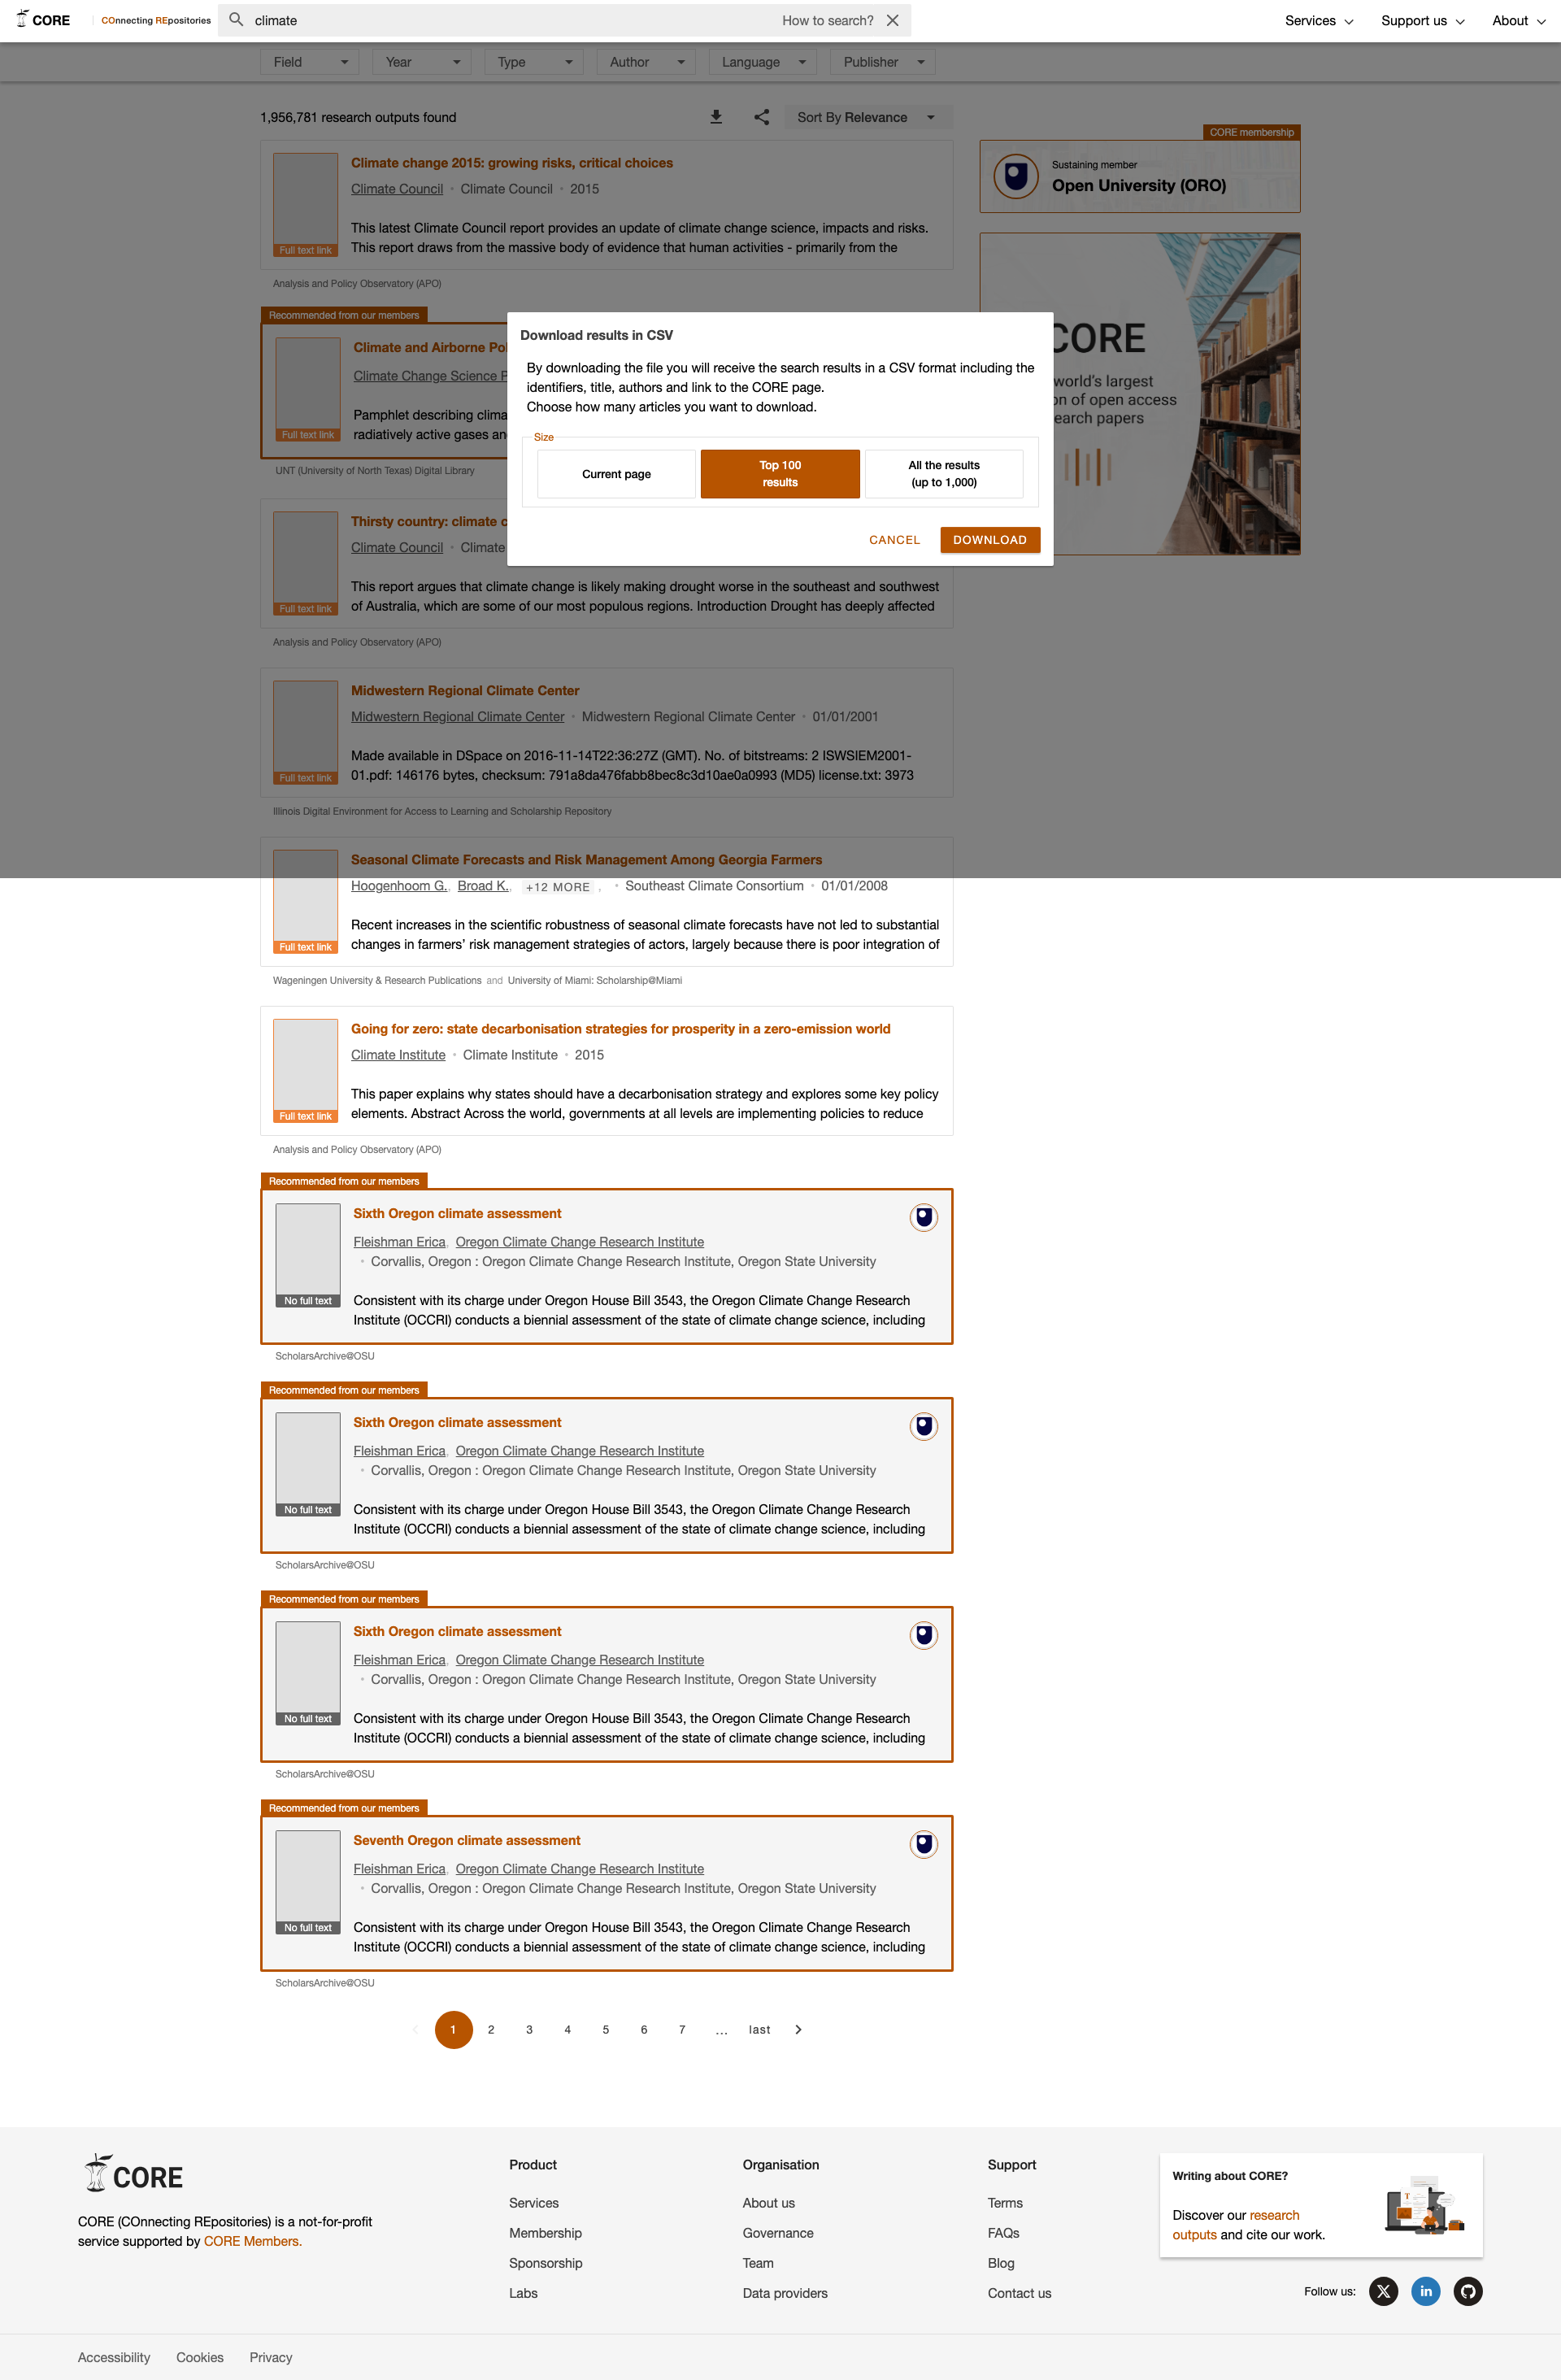 CORE
COnnecting REpositories
climate
How to search?
Services
Support us
About
Field
Year
Type
Author
Language
Publisher
1,956,781 research outputs found
Sort By Relevance
CORE membership
Sustaining member
Open University (ORO)
Climate change 2015: growing risks, critical choices
Climate Council • Climate Council • 2015
This latest Climate Council report provides an update of climate change science, impacts and risks.
This report draws from the massive body of evidence that human activities - primarily from the
Full text link
Analysis and Policy Observatory (APO)
Recommended from our members
Climate and Airborne Pol
Climate Change Science P
Pamphlet describing clima
radiatively active gases an
Full text link
UNT (University of North Texas) Digital Library
CORE
world's largest
on of open access
earch papers
Download results in CSV
By downloading the file you will receive the search results in a CSV format including the
identifiers, title, authors and link to the CORE page.
Choose how many articles you want to download.
Size
Current page
Top 100
results
All the results
(up to 1,000)
CANCEL
DOWNLOAD
Thirsty country: climate c
Climate Council • Climate
This report argues that climate change is likely making drought worse in the southeast and southwest
of Australia, which are some of our most populous regions. Introduction Drought has deeply affected
Full text link
Analysis and Policy Observatory (APO)
Midwestern Regional Climate Center
Midwestern Regional Climate Center • Midwestern Regional Climate Center • 01/01/2001
Made available in DSpace on 2016-11-14T22:36:27Z (GMT). No. of bitstreams: 2 ISWSIEM2001-
01.pdf: 146176 bytes, checksum: 791a8da476fabb8bec8c3d10ae0a0993 (MD5) license.txt: 3973
Full text link
Illinois Digital Environment for Access to Learning and Scholarship Repository
Seasonal Climate Forecasts and Risk Management Among Georgia Farmers
Hoogenhoom G., Broad K., +12 MORE , • Southeast Climate Consortium • 01/01/2008
Recent increases in the scientific robustness of seasonal climate forecasts have not led to substantial
changes in farmers’ risk management strategies of actors, largely because there is poor integration of
Full text link
Wageningen University & Research Publications and University of Miami: Scholarship@Miami
Going for zero: state decarbonisation strategies for prosperity in a zero-emission world
Climate Institute • Climate Institute • 2015
This paper explains why states should have a decarbonisation strategy and explores some key policy
elements. Abstract Across the world, governments at all levels are implementing policies to reduce
Full text link
Analysis and Policy Observatory (APO)
Recommended from our members
Sixth Oregon climate assessment
Fleishman Erica, Oregon Climate Change Research Institute
• Corvallis, Oregon : Oregon Climate Change Research Institute, Oregon State University
Consistent with its charge under Oregon House Bill 3543, the Oregon Climate Change Research
Institute (OCCRI) conducts a biennial assessment of the state of climate change science, including
No full text
ScholarsArchive@OSU
Recommended from our members
Sixth Oregon climate assessment
Fleishman Erica, Oregon Climate Change Research Institute
• Corvallis, Oregon : Oregon Climate Change Research Institute, Oregon State University
Consistent with its charge under Oregon House Bill 3543, the Oregon Climate Change Research
Institute (OCCRI) conducts a biennial assessment of the state of climate change science, including
No full text
ScholarsArchive@OSU
Recommended from our members
Sixth Oregon climate assessment
Fleishman Erica, Oregon Climate Change Research Institute
• Corvallis, Oregon : Oregon Climate Change Research Institute, Oregon State University
Consistent with its charge under Oregon House Bill 3543, the Oregon Climate Change Research
Institute (OCCRI) conducts a biennial assessment of the state of climate change science, including
No full text
ScholarsArchive@OSU
Recommended from our members
Seventh Oregon climate assessment
Fleishman Erica, Oregon Climate Change Research Institute
• Corvallis, Oregon : Oregon Climate Change Research Institute, Oregon State University
Consistent with its charge under Oregon House Bill 3543, the Oregon Climate Change Research
Institute (OCCRI) conducts a biennial assessment of the state of climate change science, including
No full text
ScholarsArchive@OSU
1 2 3 4 5 6 7 ... last
CORE
CORE (COnnecting REpositories) is a not-for-profit
service supported by CORE Members.
Product
Services
Membership
Sponsorship
Labs
Organisation
About us
Governance
Team
Data providers
Support
Terms
FAQs
Blog
Contact us
Writing about CORE?
Discover our research
outputs and cite our work.
Follow us:
Accessibility
Cookies
Privacy